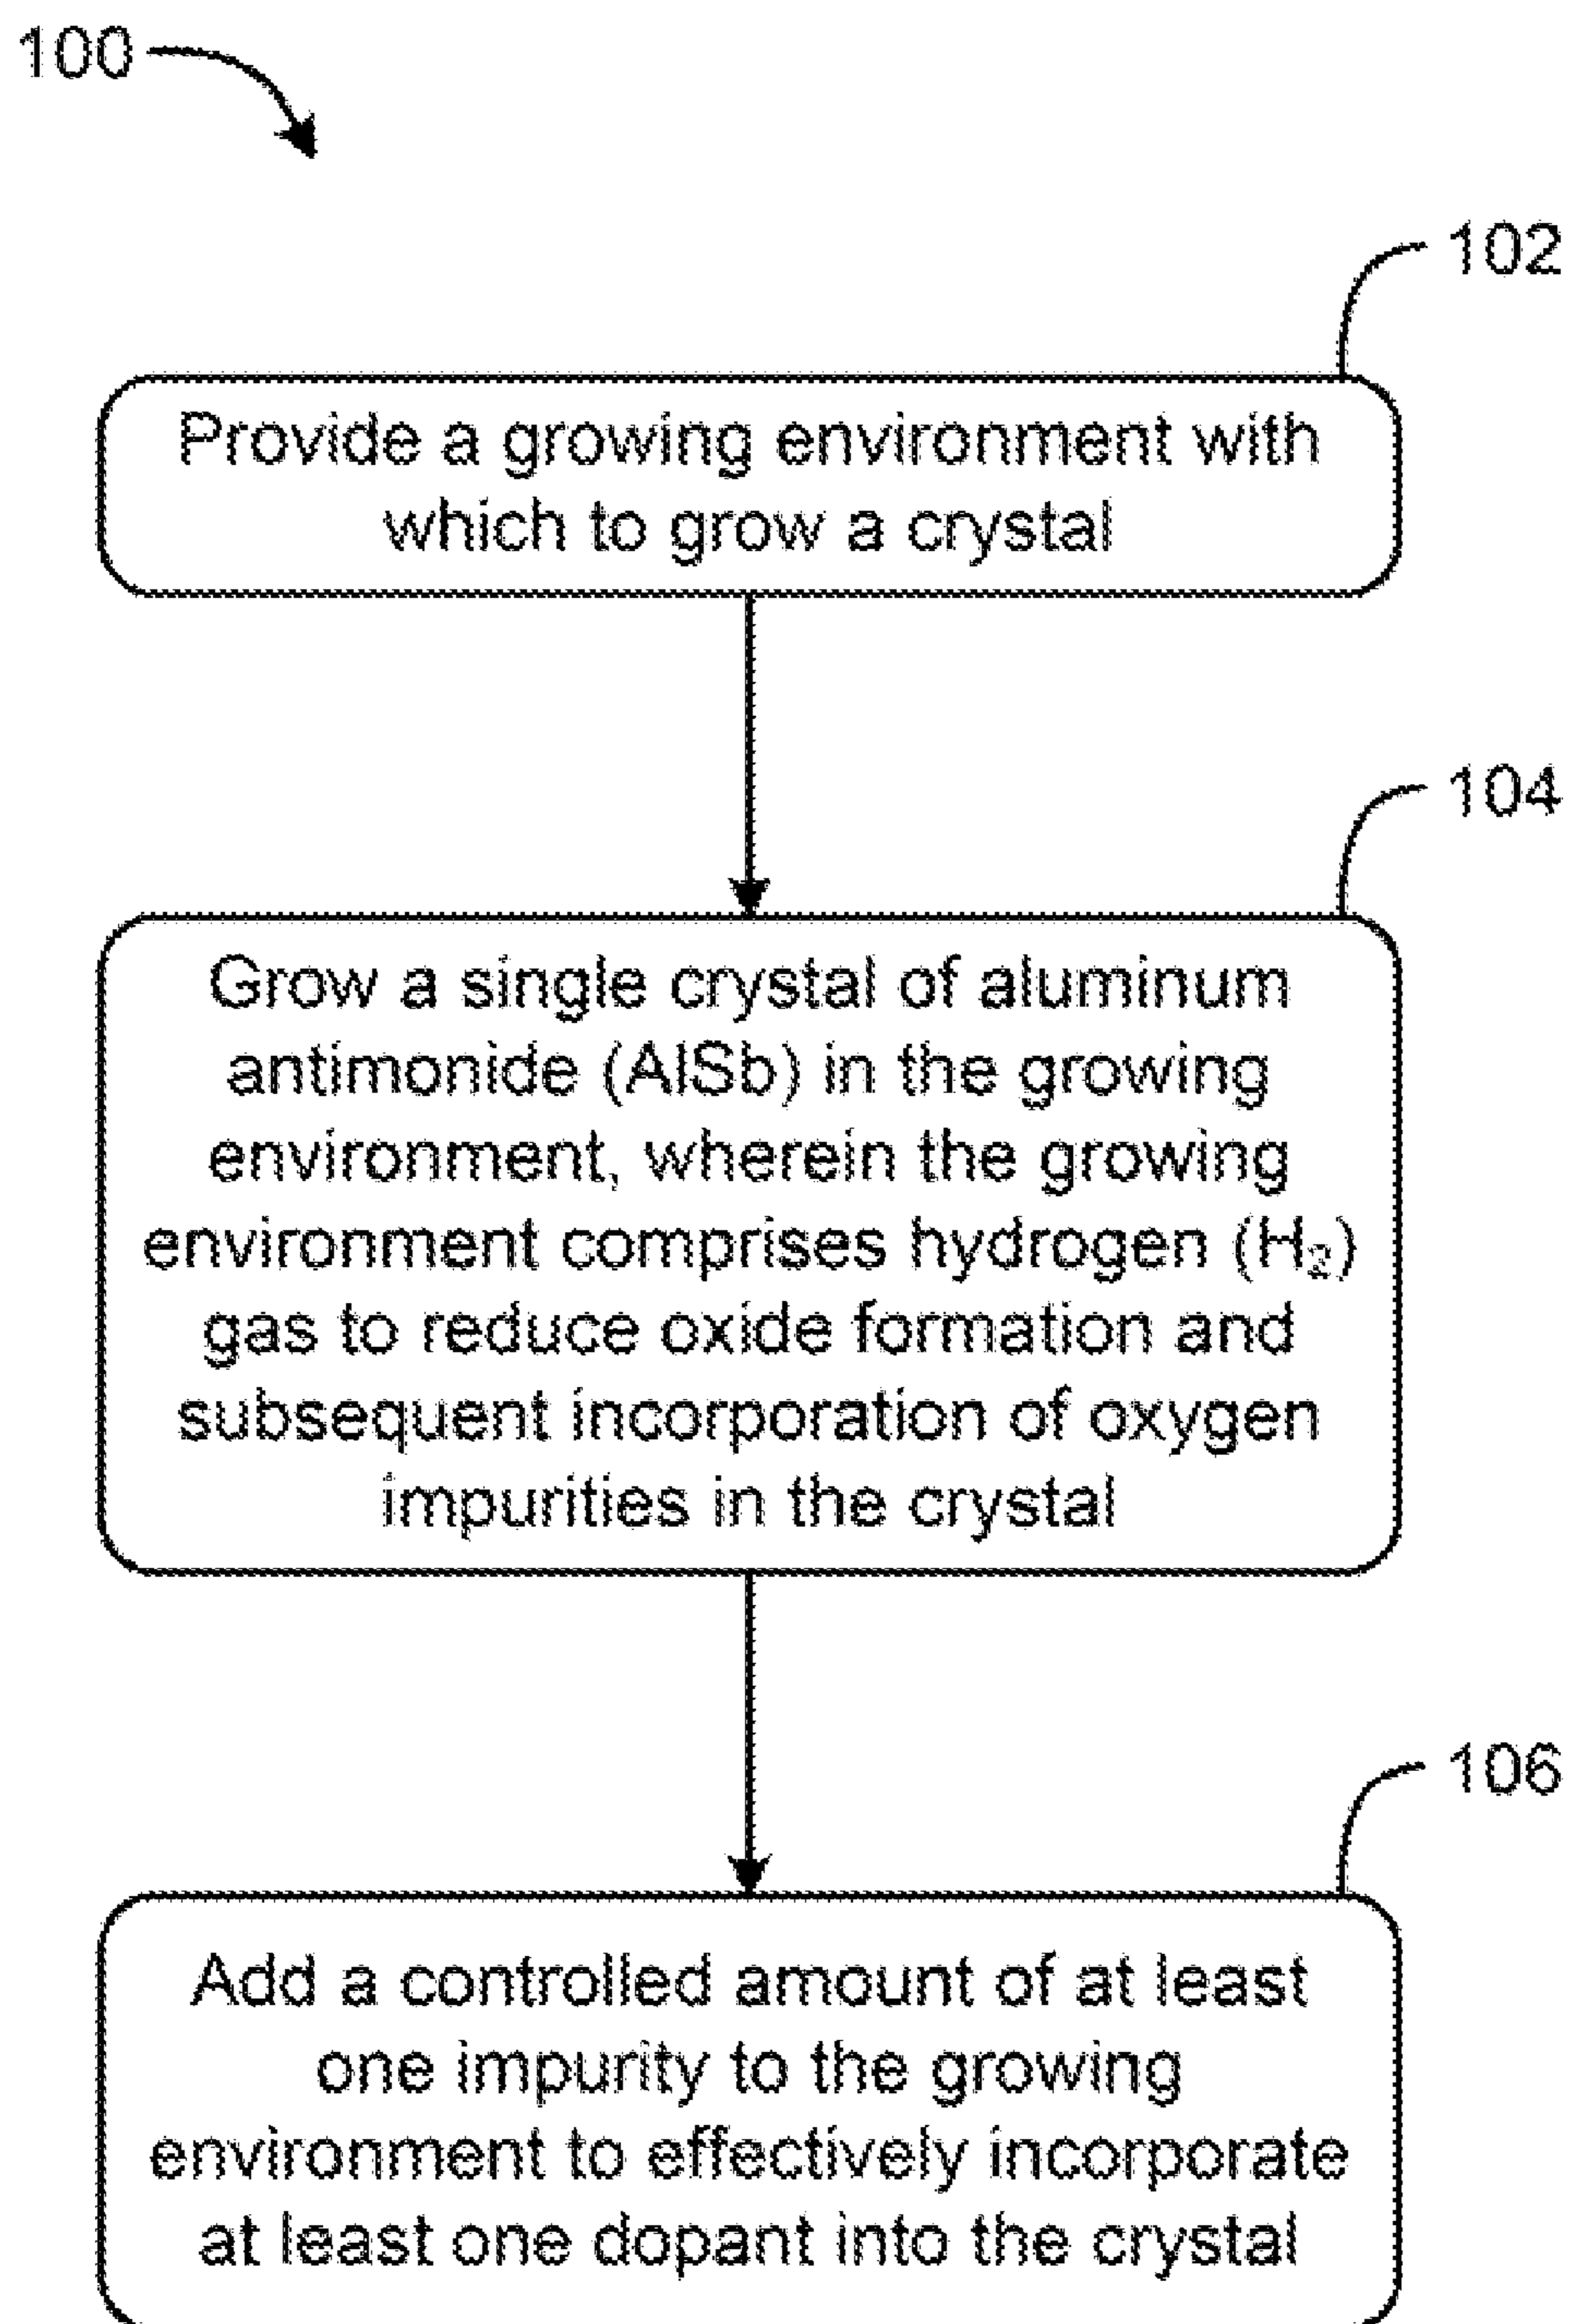 100
102
Provide a growing environment with
which to grow a crystal
104
Grow a single crystal of aluminum
antimonide (AlSb) in the growing
environment, wherein the growing
environment comprises hydrogen (H₂)
gas to reduce oxide formation and
subsequent incorporation of oxygen
impurities in the crystal
106
Add a controlled amount of at least
one impurity to the growing
environment to effectively incorporate
at least one dopant into the crystal